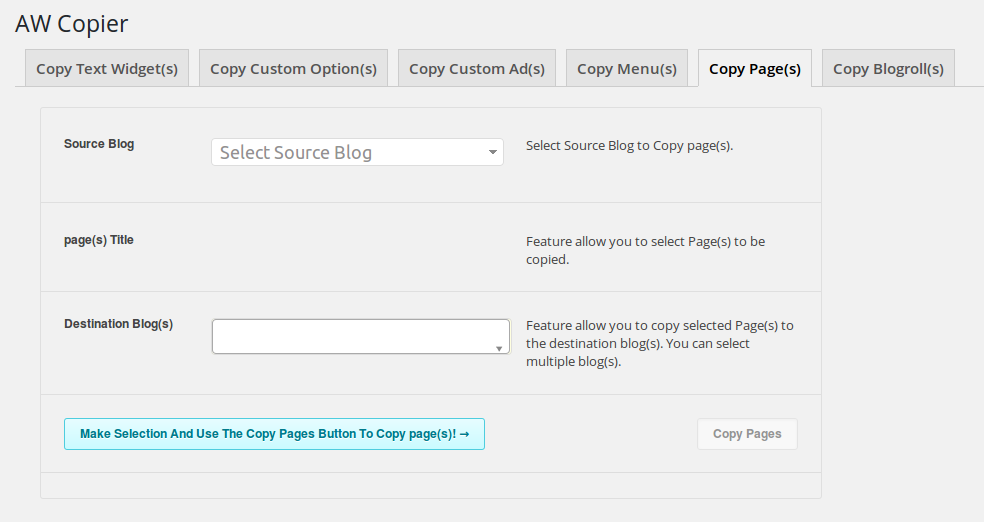 AW Copier
Copy Text Widget(s)
Copy Custom Option(s)
Copy Custom Ad(s)
Copy Menu(s)
Copy Page(s)
Copy Blogroll(s)
Source Blog
Select Source Blog
Select Source Blog to Copy page(s).
page(s) Title
Feature allow you to select Page(s) to be
copied.
Destination Blog(s)
Feature allow you to copy selected Page(s) to
the destination blog(s). You can select
multiple blog(s).
Make Selection And Use The Copy Pages Button To Copy page(s)! →
Copy Pages